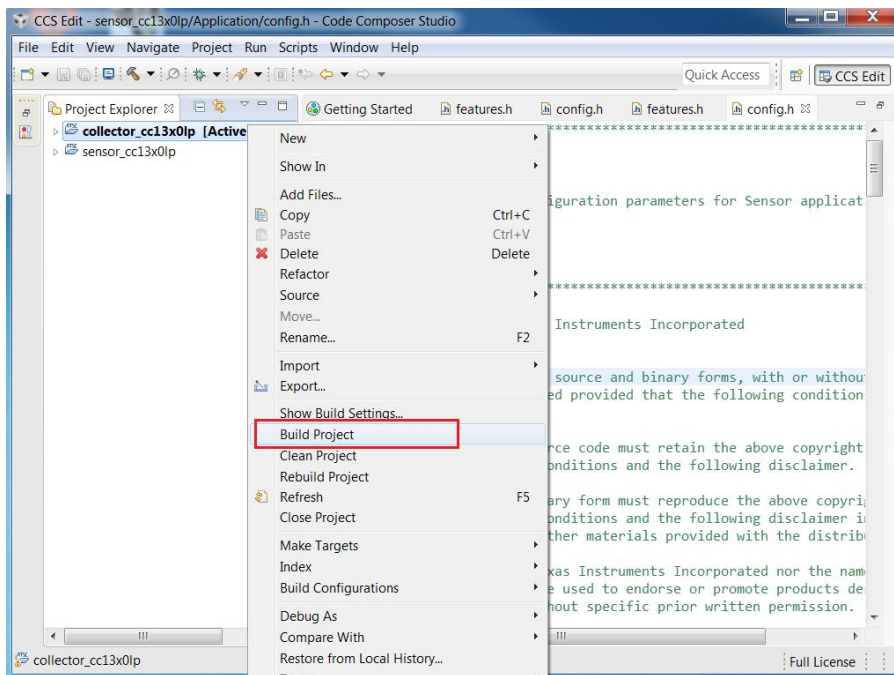 CCS Edit - sensor_cc13x0lp/Application/config.h - Code Composer Studio
File Edit View Navigate Project Run Scripts Window Help
Quick Access CCS Edit
Project Explorer Getting Started features.h config.h features.h config.h
collector_cc13x0lp [Active
sensor_cc13x0lp
New
Show In
Add Files...
Copy Ctrl+C
Paste Ctrl+V
Delete Delete
Refactor
Source
Move...
Rename... F2
Import
Export...
Show Build Settings...
Build Project
Clean Project
Rebuild Project
Refresh F5
Close Project
Make Targets
Index
Build Configurations
Debug As
Compare With
Restore from Local History...
*****************************************
iguration parameters for Sensor applicat
*****************************************
Instruments Incorporated
source and binary forms, with or withou
ed provided that the following condition
rce code must retain the above copyright
onditions and the following disclaimer.
ary form must reproduce the above copyri
onditions and the following disclaimer i
ther materials provided with the distrib
xas Instruments Incorporated nor the nam
e used to endorse or promote products de
hout specific prior written permission.
collector_cc13x0lp Full License